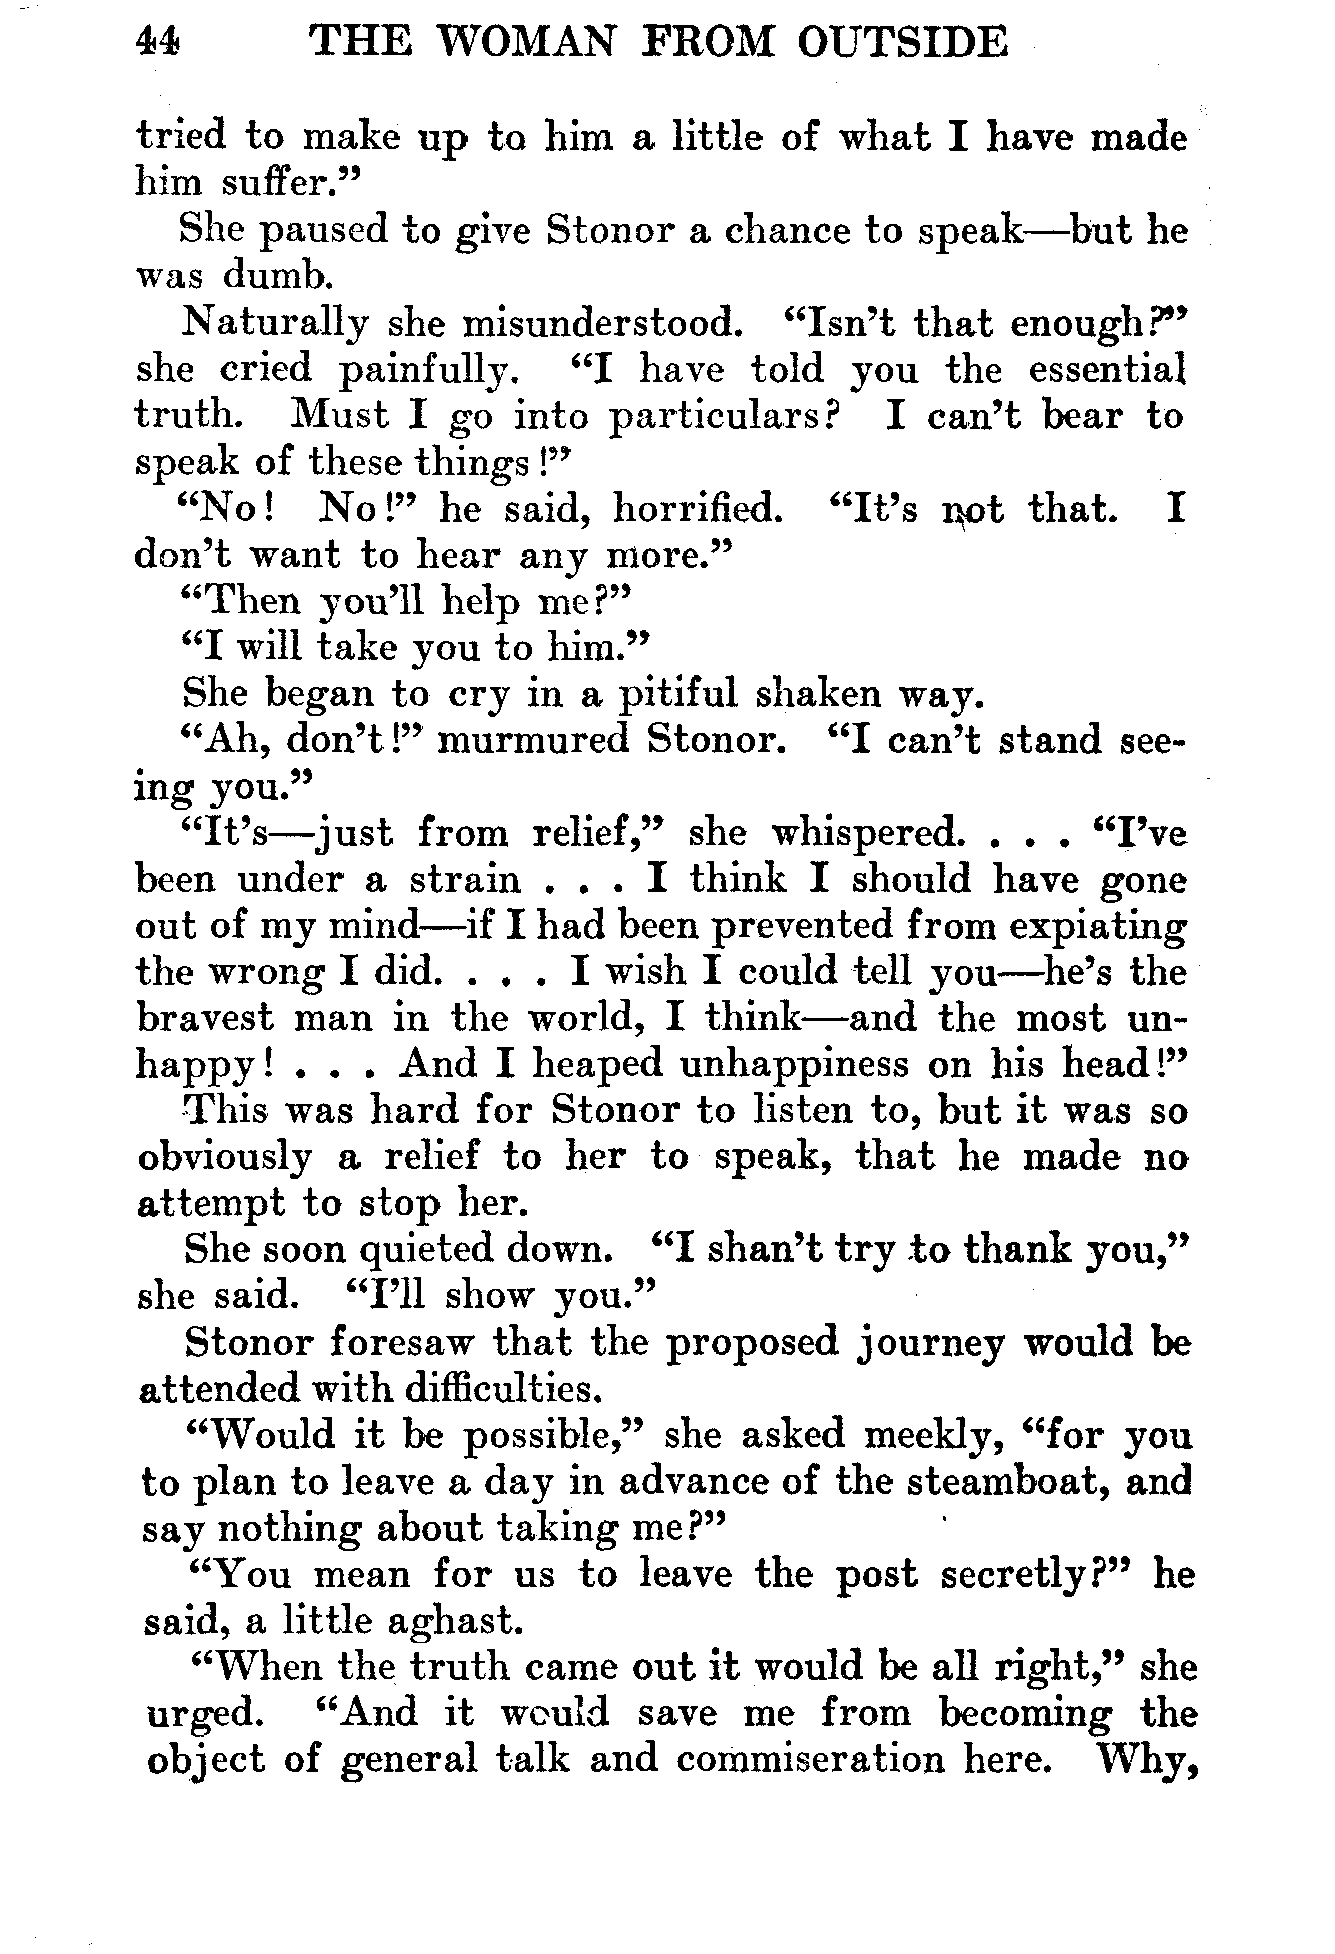 44 THE WOMAN FROM OUTSIDE
tried to make up to him a little of what I have made
him suffer.”
She paused to give Stonor a chance to speak—but he
was dumb.
Naturally she misunderstood. “Isn’t that enough?”
she cried painfully. “I have told you the essential
truth. Must I go into particulars? I can’t bear to
speak of these things!”
“No! No!” he said, horrified. “It’s not that. I
don’t want to hear any more.”
“Then you’ll help me?”
“I will take you to him.”
She began to cry in a pitiful shaken way.
“Ah, don’t!” murmured Stonor. “I can’t stand see-
ing you.”
“It’s—just from relief,” she whispered. . . . “I’ve
been under a strain . . . I think I should have gone
out of my mind—if I had been prevented from expiating
the wrong I did. . . . I wish I could tell you—he’s the
bravest man in the world, I think—and the most un-
happy! . . . And I heaped unhappiness on his head!”
This was hard for Stonor to listen to, but it was so
obviously a relief to her to speak, that he made no
attempt to stop her.
She soon quieted down. “I shan’t try to thank you,”
she said. “I’ll show you.”
Stonor foresaw that the proposed journey would be
attended with difficulties.
“Would it be possible,” she asked meekly, “for you
to plan to leave a day in advance of the steamboat, and
say nothing about taking me?”
“You mean for us to leave the post secretly?” he
said, a little aghast.
“When the truth came out it would be all right,” she
urged. “And it would save me from becoming the
object of general talk and commiseration here. Why,